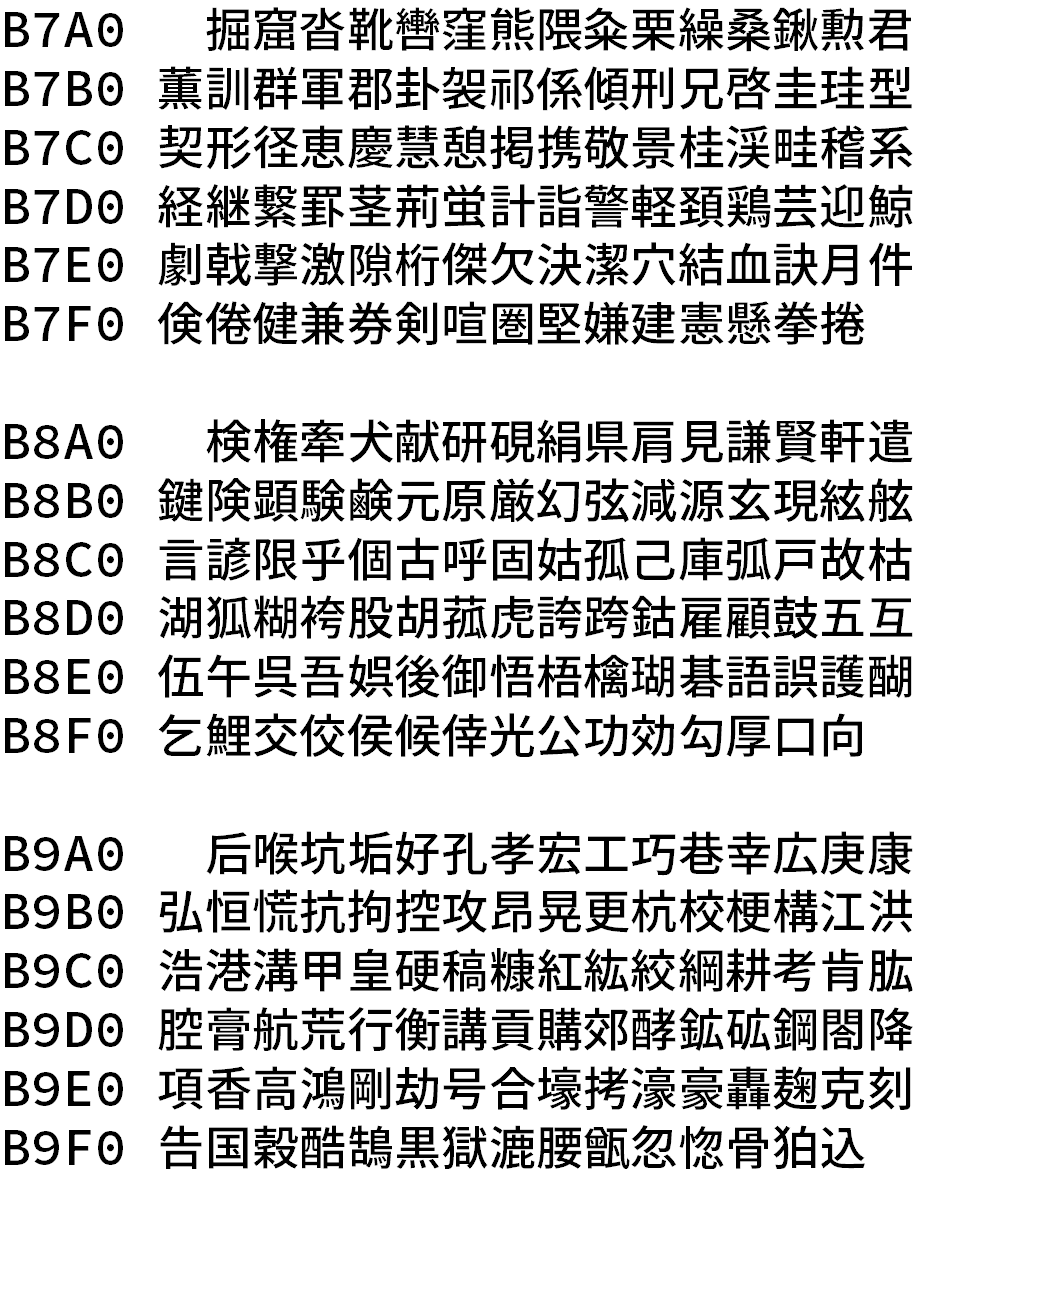 B7A0 掘窟沓靴轡窪熊隈粂栗繰桑鍬勲君
B7B0 薫訓群軍郡卦袈祁係傾刑兄啓圭珪型
B7C0 契形径恵慶慧憩掲携敬景桂渓畦稽系
B7D0 経継繋罫茎荊蛍計詣警軽頚鶏芸迎鯨
B7E0 劇戟撃激隙桁傑欠決潔穴結血訣月件
B7F0 倹倦健兼券剣喧圏堅嫌建憲懸拳捲
B8A0 検権牽犬献研硯絹県肩見謙賢軒遣
B8B0 鍵険顕験鹸元原厳幻弦減源玄現絃舷
B8C0 言諺限乎個古呼固姑孤己庫弧戸故枯
B8D0 湖狐糊袴股胡菰虎誇跨鈷雇顧鼓五互
B8E0 伍午呉吾娯後御悟梧檎瑚碁語誤護醐
B8F0 乞鯉交佼侯候倖光公功効勾厚口向
B9A0 后喉坑垢好孔孝宏工巧巷幸広庚康
B9B0 弘恒慌抗拘控攻昂晃更杭校梗構江洪
B9C0 浩港溝甲皇硬稿糠紅紘絞綱耕考肯肱
B9D0 腔膏航荒行衡講貢購郊酵鉱砿鋼閤降
B9E0 項香高鴻剛劫号合壕拷濠豪轟麹克刻
B9F0 告国穀酷鵠黒獄漉腰甑忽惚骨狛込